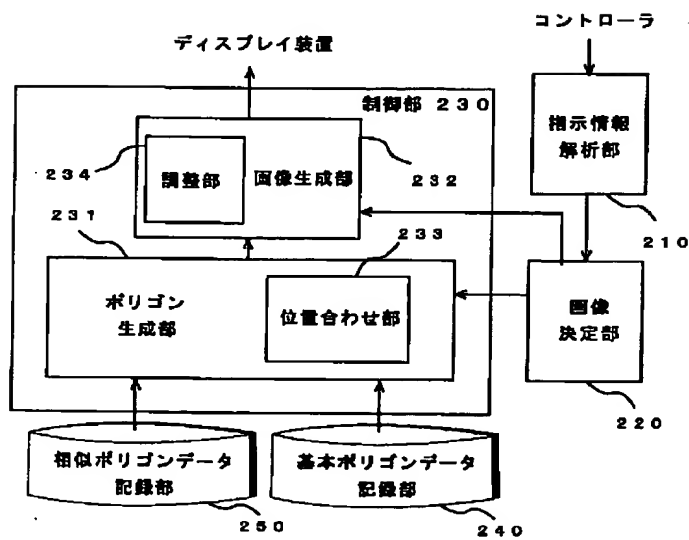 コントローラ
ディスプレイ装置
制御部 230
指示情報
解析部
234
調整部
画像生成部
232
210
231
233
ポリゴン
生成部
位置合わせ部
画像
決定部
220
相似ポリゴンデータ
記録部
基本ポリゴンデータ
記録部
250
240